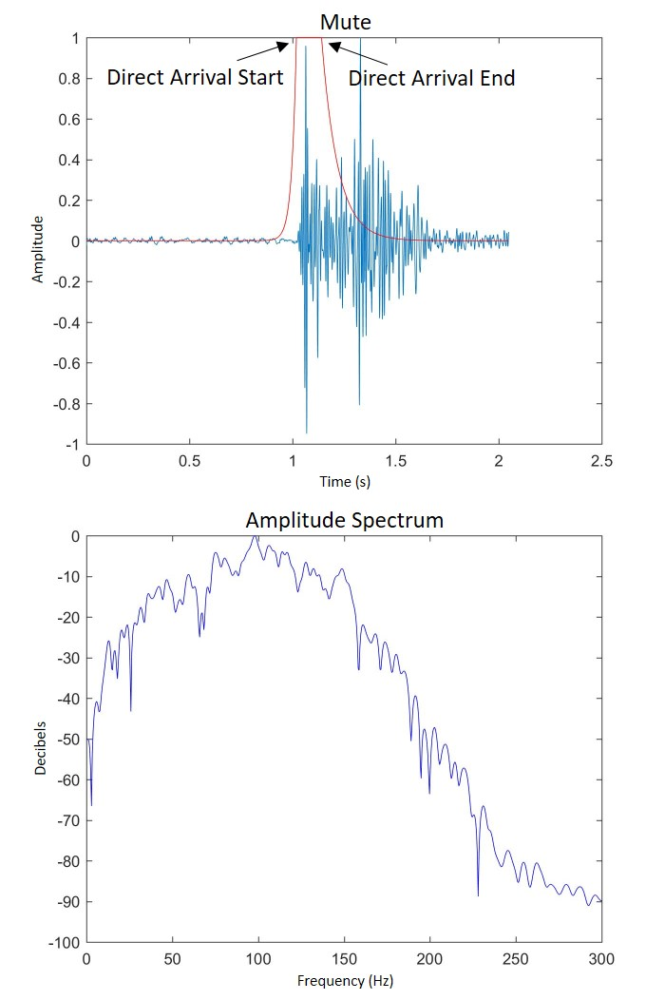 Mute
Direct Arrival Start
Direct Arrival End
1
0.8
0.6
0.4
0.2
0
-0.2
-0.4
-0.6
-0.8
-1
Amplitude
0 0.5 1 1.5 2 2.5
Time (s)
Amplitude Spectrum
0
-10
-20
-30
-40
-50
-60
-70
-80
-90
-100
Decibels
0 50 100 150 200 250 300
Frequency (Hz)